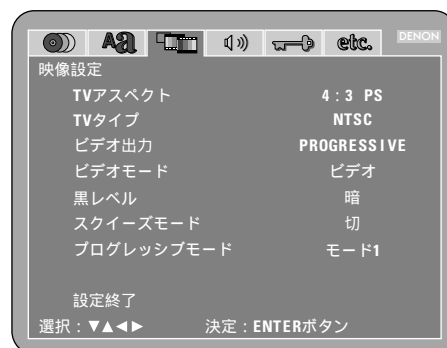 Aあ etc. DENON
映像設定
TVアスペクト 4:3 PS
TVタイプ NTSC
ビデオ出力 PROGRESSIVE
ビデオモード ビデオ
黒レベル 暗
スクイーズモード 切
プログレッシブモード モード1
設定終了
選択:▼▲◀▶ 決定:ENTERボタン